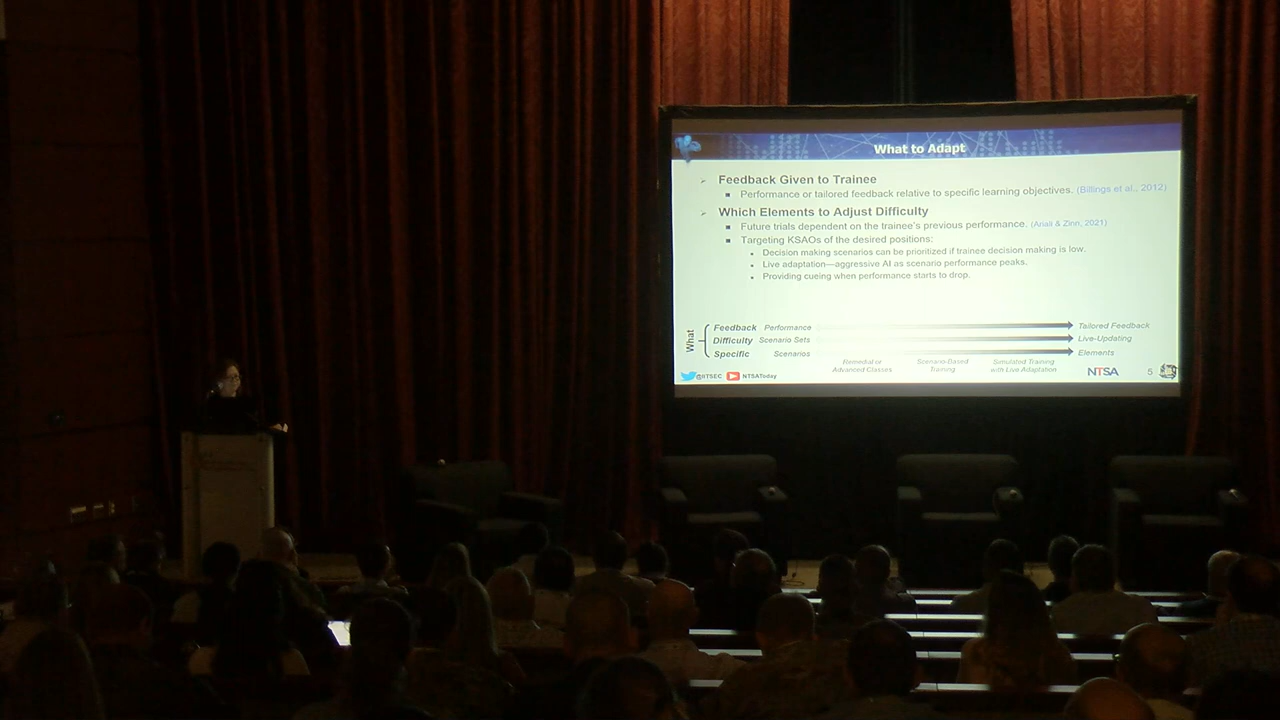 What to Adapt
Feedback Given to Trainee
Performance or tailored feedback relative to specific learning objectives. (Billings et al., 2012)
Which Elements to Adjust Difficulty
Future trials dependent on the trainee's previous performance. (Anall & Zinn, 2021)
Targeting KSAOs of the desired positions:
Decision making scenarios can be prioritized if trainee decision making is low.
Live adaptation—aggressive AI as scenario performance peaks.
Providing cueing when performance starts to drop.
What
Feedback Performance Tailored Feedback
Difficulty Scenario Sets Live-Updating
Specific Scenarios Elements
Remedial or Advanced Classes
Scenario-Based Training
Simulated Training with Live Adaptation
@IITSEC NTSAToday NTSA 5